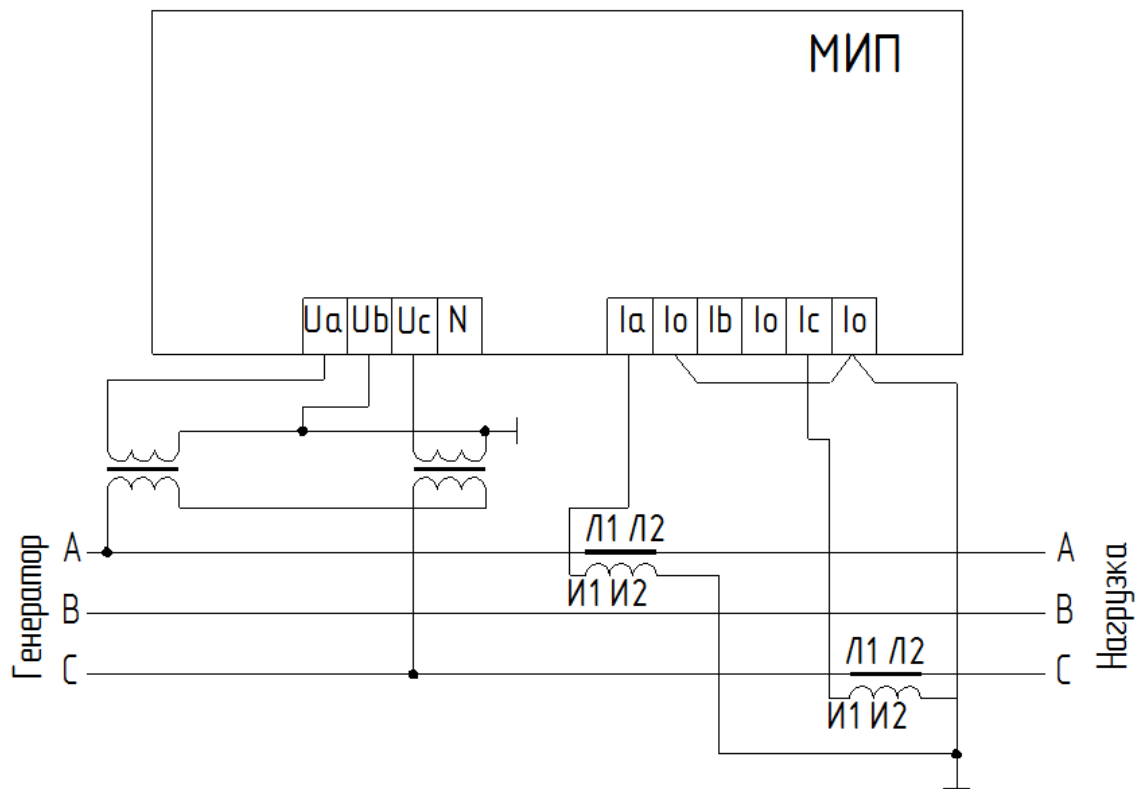 МИП
Ua Ub Uc N Ia Io Ib Io Ic Io
Л1 Л2
A A
И1 И2
B B
Л1 Л2
C C
И1 И2
Генератор
Нагрузка